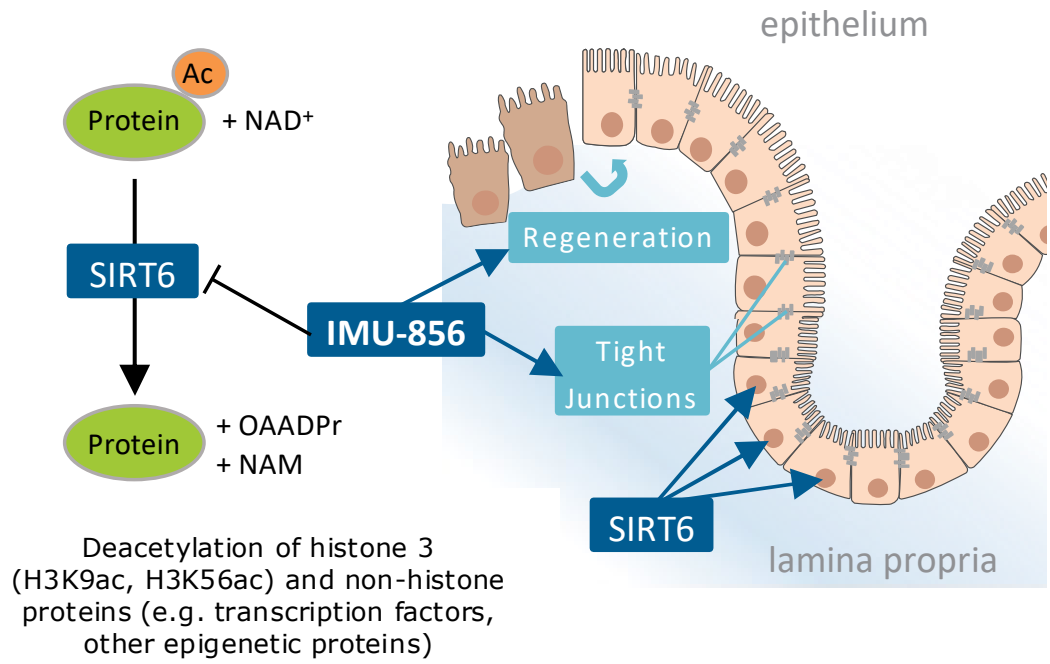 epithelium
Ac
Protein
+ NAD⁺
Regeneration
SIRT6
IMU-856
Tight
Junctions
Protein
+ OAADPr
+ NAM
SIRT6
lamina propria
Deacetylation of histone 3
(H3K9ac, H3K56ac) and non-histone
proteins (e.g. transcription factors,
other epigenetic proteins)